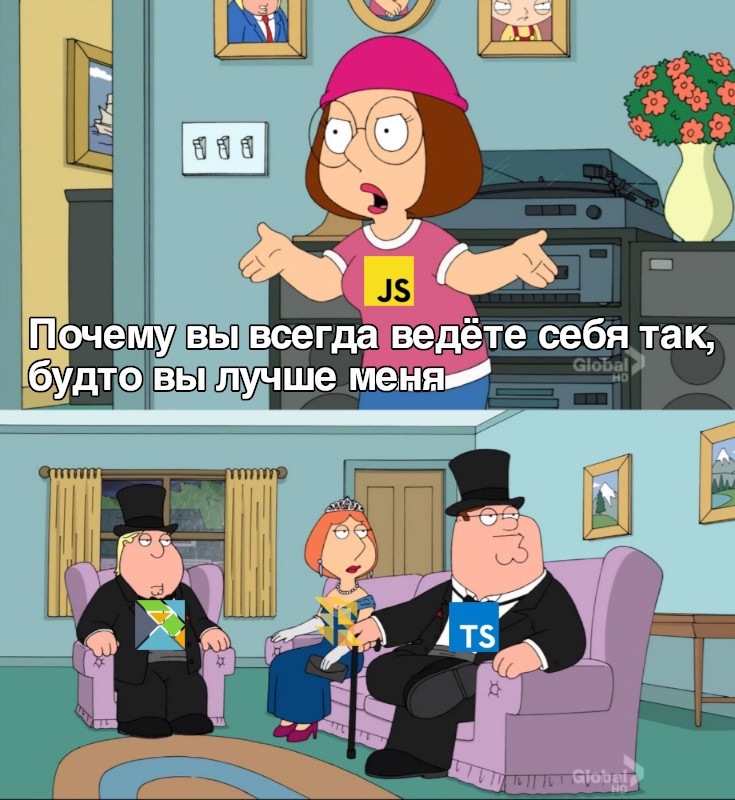 JS
Почему вы всегда ведёте себя так,
будто вы лучше меня
Global
HD
TS
Global
HD